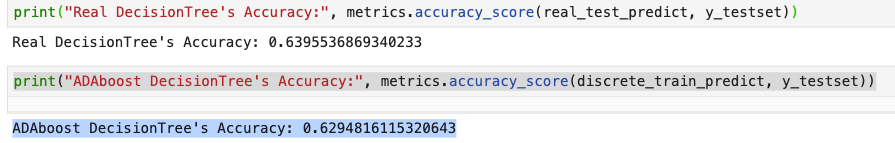 print("Real DecisionTree's Accuracy:", metrics.accuracy_score(real_test_predict, y_testset))
Real DecisionTree's Accuracy: 0.6395536869340233
print("ADAboost DecisionTree's Accuracy:", metrics.accuracy_score(discrete_train_predict, y_testset))
ADAboost DecisionTree's Accuracy: 0.6294816115320643